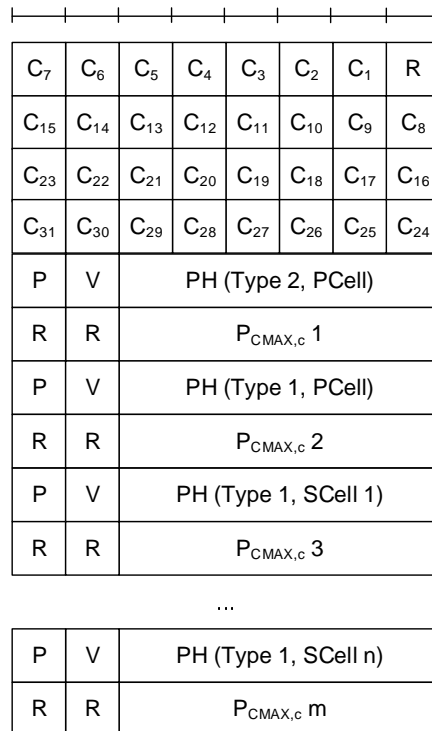 C7 C6 C5 C4 C3 C2 C1 R
C15 C14 C13 C12 C11 C10 C9 C8
C23 C22 C21 C20 C19 C18 C17 C16
C31 C30 C29 C28 C27 C26 C25 C24
P V PH (Type 2, PCell)
R R PCMAX,c 1
P V PH (Type 1, PCell)
R R PCMAX,c 2
P V PH (Type 1, SCell 1)
R R PCMAX,c 3
...
P V PH (Type 1, SCell n)
R R PCMAX,c m